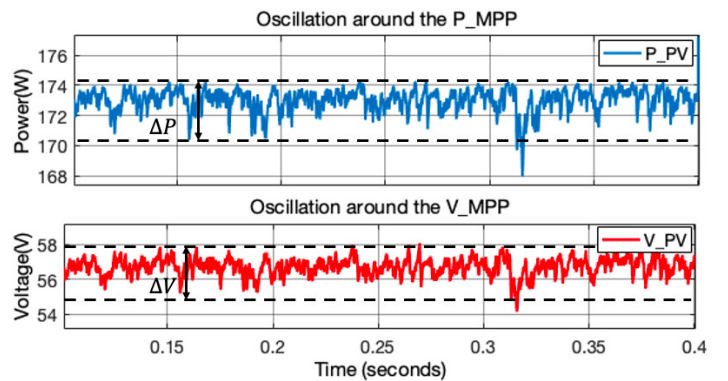 Oscillation around the P_MPP
176
174
172
170
168
Power(W)
ΔP
P_PV
Oscillation around the V_MPP
58
56
54
Voltage(V)
ΔV
V_PV
0.15
0.2
0.25
0.3
0.35
0.4
Time (seconds)